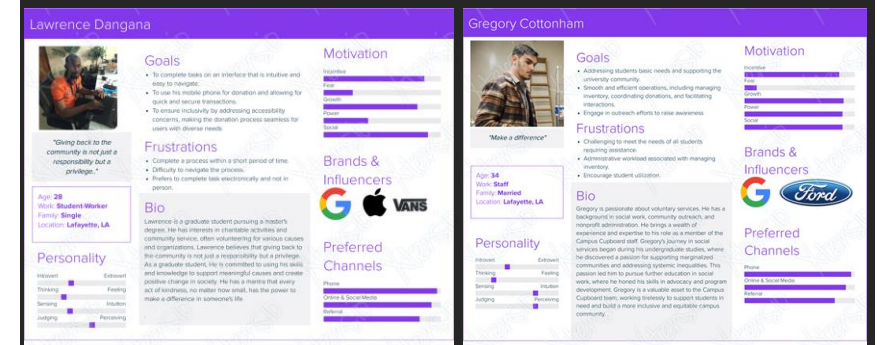 Lawrence Dangana
"Giving back to the
community is not just a
responsibility but a
privilege.."
Age: 28
Work: Student-Worker
Family: Single
Location: Lafayette, LA
Personality
Introvert Extrovert
Thinking Feeling
Sensing Intuition
Judging Perceiving
Goals
To complete tasks on an interface that is intuitive and
easy to navigate.
To use his mobile phone for donation and allowing for
quick and secure transactions.
To ensure inclusivity by addressing accessibility
concerns, making the donation process seamless for
users with diverse needs
Frustrations
Complete a process within a short period of time.
Difficulty to navigate the process.
Prefers to complete task electronically and not in
person.
Bio
Lawrence is a graduate student pursuing a master's
degree. He has interests in charitable activities and
community service, often volunteering for various causes
and organizations. Lawrence believes that giving back to
the community is not just a responsibility but a privilege.
As a graduate student, He is committed to using his skills
and knowledge to support meaningful causes and create
positive change in society. He has a mantra that every
act of kindness, no matter how small, has the power to
make a difference in someone's life
Motivation
Incentive
Fear
Growth
Power
Social
Brands &
Influencers
G
VANS
Preferred
Channels
Phone
Online & Social Media
Referral
Gregory Cottonham
"Make a difference"
Age: 34
Work: Staff
Family: Married
Location: Lafayette, LA
Personality
Introvert Extrovert
Thinking Feeling
Sensing Intuition
Judging Perceiving
Goals
Addressing students basic needs and supporting the
university community.
Smooth and efficient operations, including managing
inventory, coordinating donations, and facilitating
interactions.
Engage in outreach efforts to raise awareness
Frustrations
Challenging to meet the needs of all students
requiring assistance.
Administrative workload associated with managing
inventory.
Encourage student utilization.
Bio
Gregory is passionate about voluntary services. He has a
background in social work, community outreach, and
nonprofit administration. He brings a wealth of
experience and expertise to his role as a member of the
Campus Cupboard staff. Gregory's journey in social
services began during his undergraduate studies, where
he discovered a passion for supporting marginalized
communities and addressing systemic inequalities. This
passion led him to pursue further education in social
work, where he honed his skills in advocacy and program
development. Gregory is a valuable asset to the Campus
Cupboard team, working tirelessly to support students in
need and build a more inclusive and equitable campus
community.
Motivation
Incentive
Fear
Growth
Power
Social
Brands &
Influencers
G
Ford
Preferred
Channels
Phone
Online & Social Media
Referral